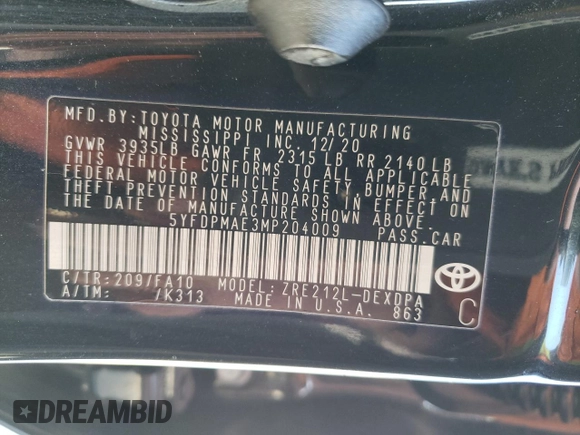 MFD.BY:TOYOTA MOTOR MANUFACTURING
MISSISSIPPI INC. 12/20
GVWR 3935LB GAWR FR 2315 LB RR 2140 LB
THIS VEHICLE CONFORMS TO ALL APPLICABLE
FEDERAL MOTOR VEHICLE SAFETY, BUMPER, AND
THEFT PREVENTION STANDARDS IN EFFECT ON THE
DATE OF MANUFACTURE SHOWN ABOVE.
5YFDPMAE3MP204009 PASS.CAR
C/TR:209/FA10 MODEL:ZRE212L-DEXDPA
A/TM: /K313 MADE IN U.S.A. 863
C
DREAMBID